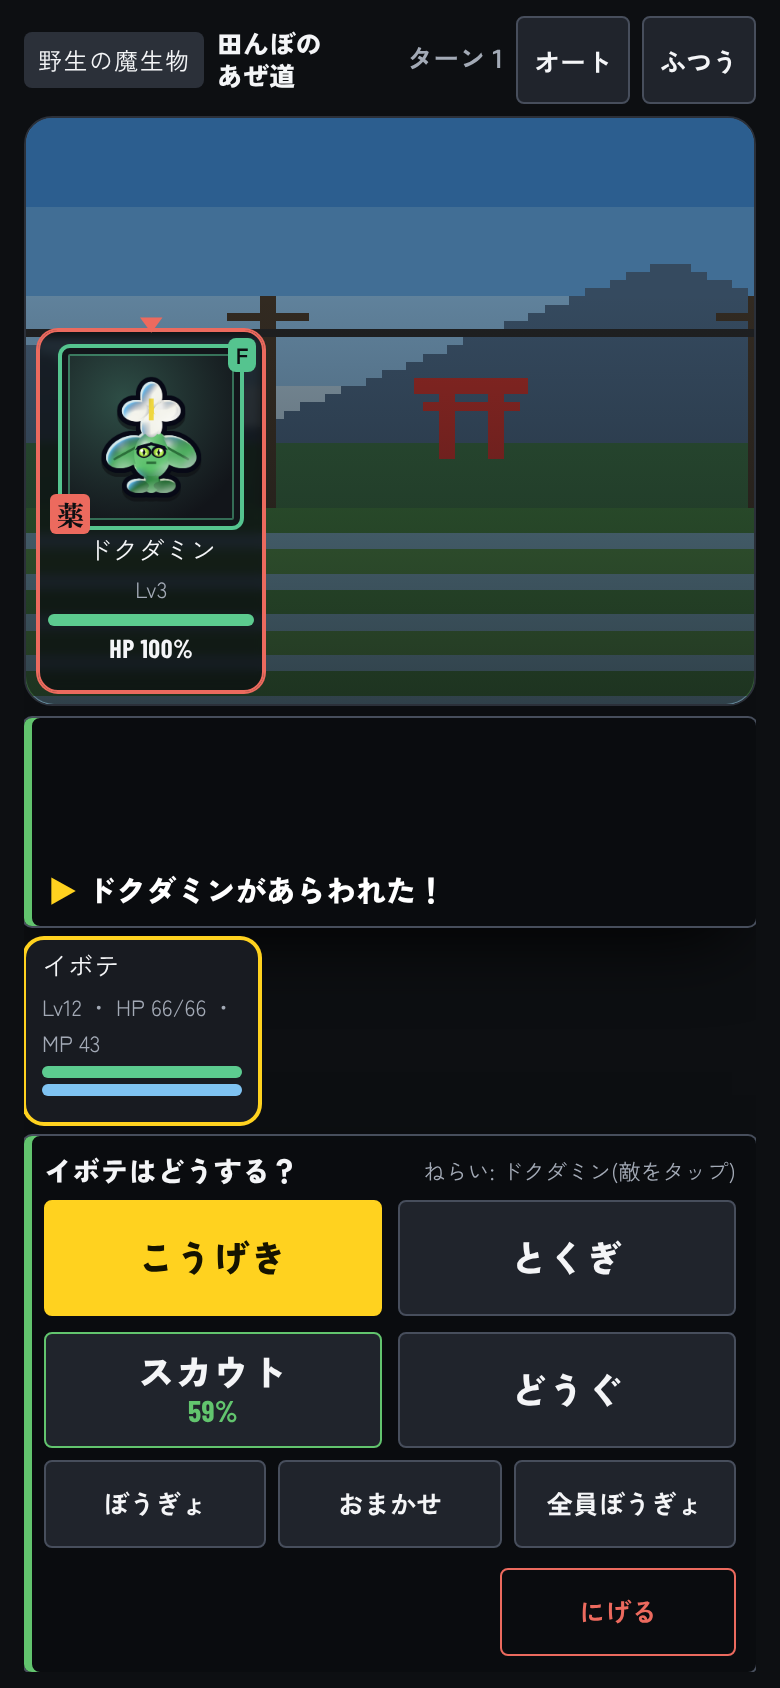 野生の魔生物
田んぼの
あぜ道
ターン 1
オート
ふつう
F
薬
ドクダミン
Lv3
HP 100%
▶ ドクダミンがあらわれた！
イボテ
Lv12 ・ HP 66/66 ・
MP 43
イボテはどうする？
ねらい: ドクダミン(敵をタップ)
こうげき
とくぎ
スカウト
59%
どうぐ
ぼうぎょ
おまかせ
全員ぼうぎょ
にげる